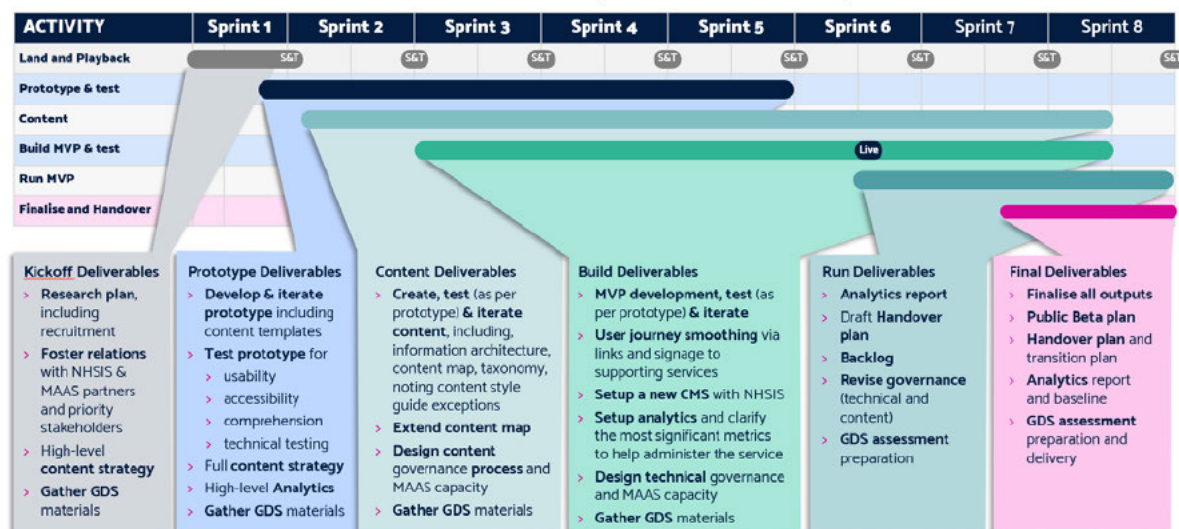 ACTIVITY Sprint 1 Sprint 2 Sprint 3 Sprint 4 Sprint 5 Sprint 6 Sprint 7 Sprint 8
Land and Playback S&T S&T S&T S&T S&T S&T S&T S&T
Prototype & test
Content
Build MVP & test Live
Run MVP
Finalise and Handover
Kickoff Deliverables
> Research plan,
including
recruitment
> Foster relations
with NHSIS &
MAAS partners
and priority
stakeholders
> High-level
content strategy
> Gather GDS
materials
Prototype Deliverables
> Develop & iterate
prototype including
content templates
> Test prototype for
> usability
> accessibility
> comprehension
> technical testing
> Full content strategy
> High-level Analytics
> Gather GDS materials
Content Deliverables
> Create, test (as per
prototype) & iterate
content, including,
information architecture,
content map, taxonomy,
noting content style
guide exceptions
> Extend content map
> Design content
governance process and
MAAS capacity
> Gather GDS materials
Build Deliverables
> MVP development, test (as
per prototype) & iterate
> User journey smoothing via
links and signage to
supporting services
> Setup a new CMS with NHSIS
> Setup analytics and clarify
the most significant metrics
to help administer the service
> Design technical governance
and MAAS capacity
> Gather GDS materials
Run Deliverables
> Analytics report
> Draft Handover
plan
> Backlog
> Revise governance
(technical and
content)
> GDS assessment
preparation
Final Deliverables
> Finalise all outputs
> Public Beta plan
> Handover plan and
transition plan
> Analytics report
and baseline
> GDS assessment
preparation and
delivery